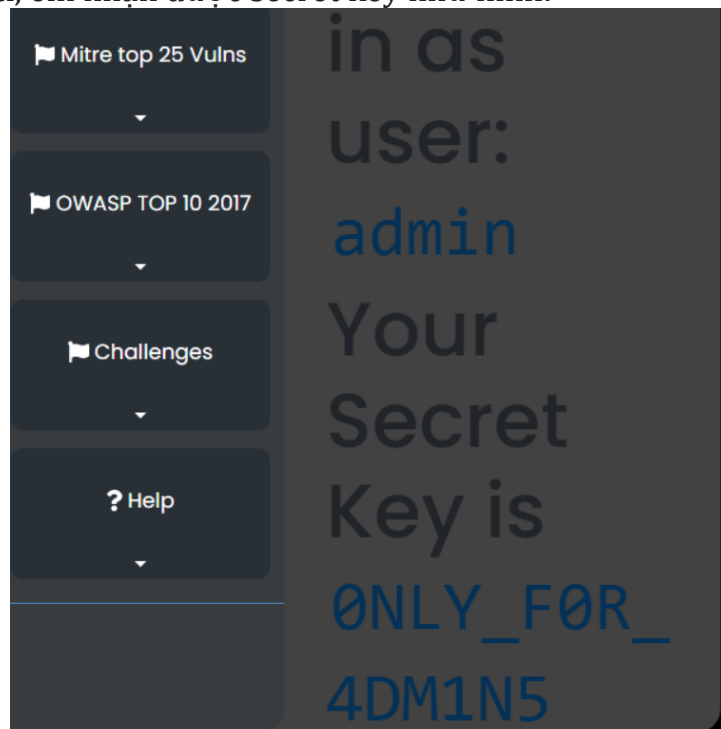 Mitre top 25 Vulns
OWASP TOP 10 2017
Challenges
? Help
in as
user:
admin
Your
Secret
Key is
0NLY_F0R_
4DM1N5